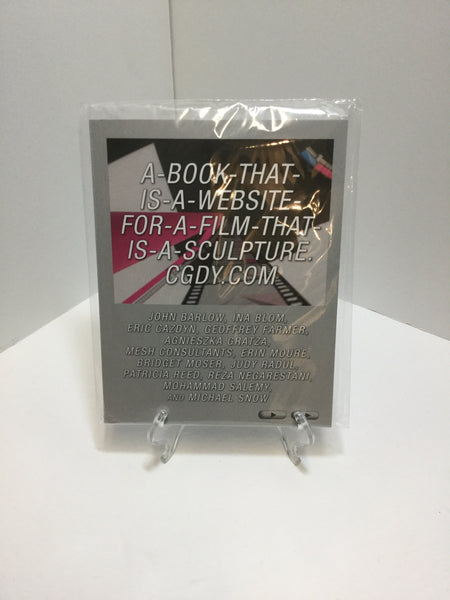 A-BOOK-THAT-
IS-A-WEBSITE-
FOR-A-FILM-THAT-
IS-A-SCULPTURE.
CGDY.COM
JOHN BARLOW, INA BLOM,
ERIC CAZDYN, GEOFFREY FARMER,
AGNIESZKA GRATZA,
MESH CONSULTANTS, ERIN MOURE,
BRIDGET MOSER, JUDY RADUL,
PATRICIA REED, REZA NEGARESTANI,
MOHAMMAD SALEMY,
AND MICHAEL SNOW